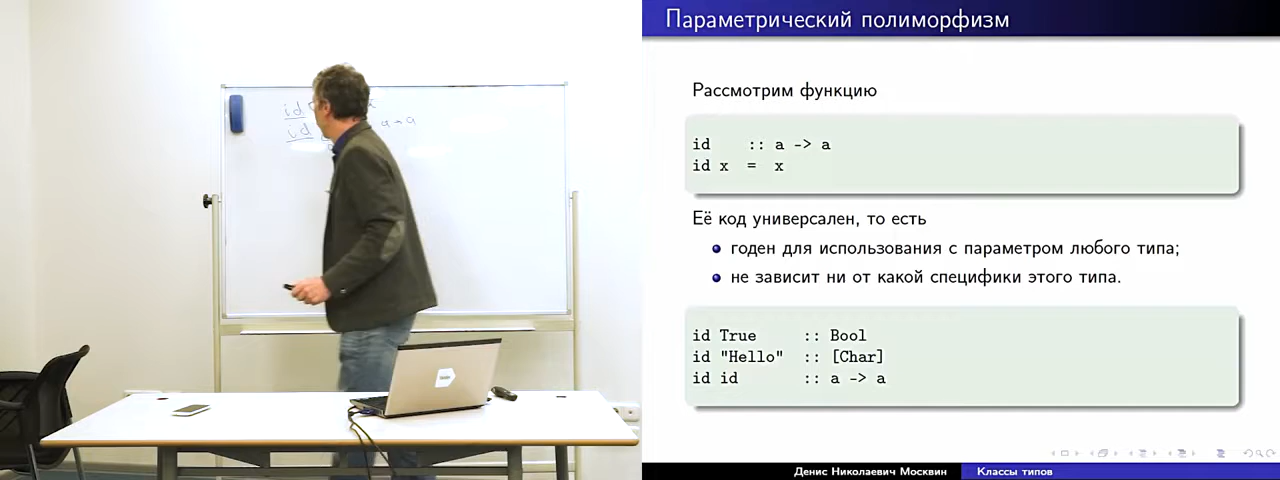 id
id
a → a
Параметрический полиморфизм
Рассмотрим функцию
id :: a -> a
id x = x
Её код универсален, то есть
годен для использования с параметром любого типа;
не зависит ни от какой специфики этого типа.
id True :: Bool
id "Hello" :: [Char]
id id :: a -> a
Денис Николаевич Москвин
Классы типов